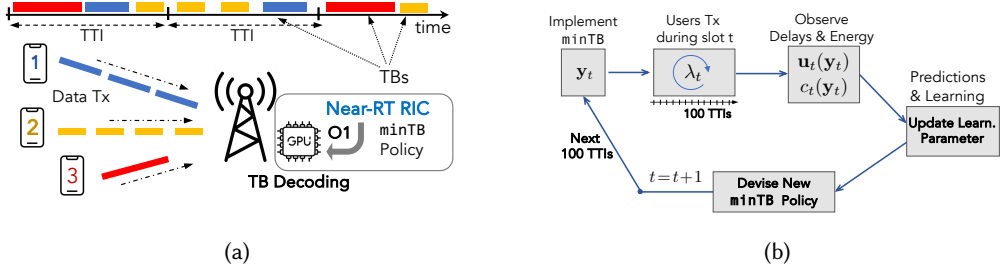 TTI
TTI
time
TBs
1
Data Tx
2
3
Near-RT RIC
O1
minTB
Policy
GPU
TB Decoding
(a)
Implement
minTB
y_t
Users Tx
during slot t
λ_t
100 TTIs
Observe
Delays & Energy
u_t(y_t)
c_t(y_t)
Predictions
& Learning
Update Learn.
Parameter
Next
100 TTIs
t=t+1
Devise New
minTB Policy
(b)